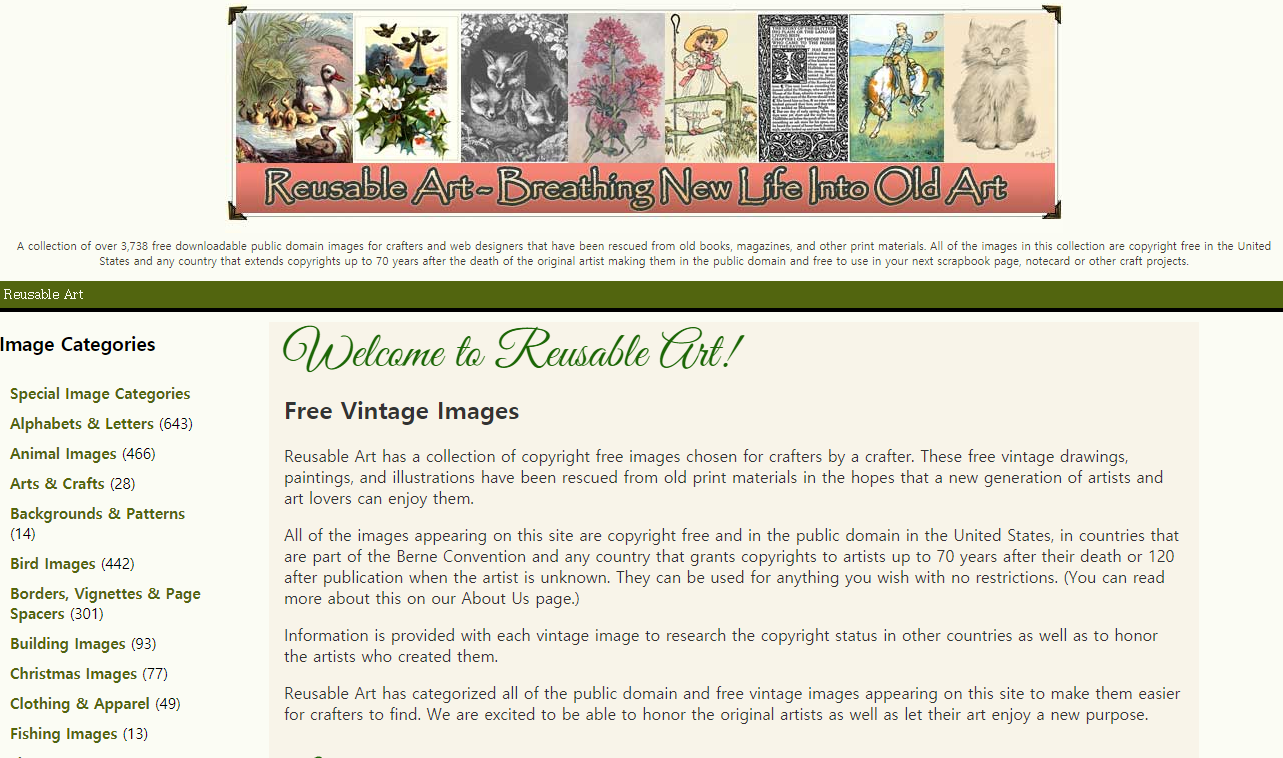 Reusable Art ~ Breathing New Life Into Old Art
A collection of over 3,738 free downloadable public domain images for crafters and web designers that have been rescued from old books, magazines, and other print materials. All of the images in this collection are copyright free in the United
States and any country that extends copyrights up to 70 years after the death of the original artist making them in the public domain and free to use in your next scrapbook page, notecard or other craft projects.
Reusable Art
Image Categories
Special Image Categories
Alphabets & Letters (643)
Animal Images (466)
Arts & Crafts (28)
Backgrounds & Patterns
(14)
Bird Images (442)
Borders, Vignettes & Page
Spacers (301)
Building Images (93)
Christmas Images (77)
Clothing & Apparel (49)
Fishing Images (13)
Welcome to Reusable Art!
Free Vintage Images
Reusable Art has a collection of copyright free images chosen for crafters by a crafter. These free vintage drawings,
paintings, and illustrations have been rescued from old print materials in the hopes that a new generation of artists and
art lovers can enjoy them.
All of the images appearing on this site are copyright free and in the public domain in the United States, in countries that
are part of the Berne Convention and any country that grants copyrights to artists up to 70 years after their death or 120
after publication when the artist is unknown. They can be used for anything you wish with no restrictions. (You can read
more about this on our About Us page.)
Information is provided with each vintage image to research the copyright status in other countries as well as to honor
the artists who created them.
Reusable Art has categorized all of the public domain and free vintage images appearing on this site to make them easier
for crafters to find. We are excited to be able to honor the original artists as well as let their art enjoy a new purpose.